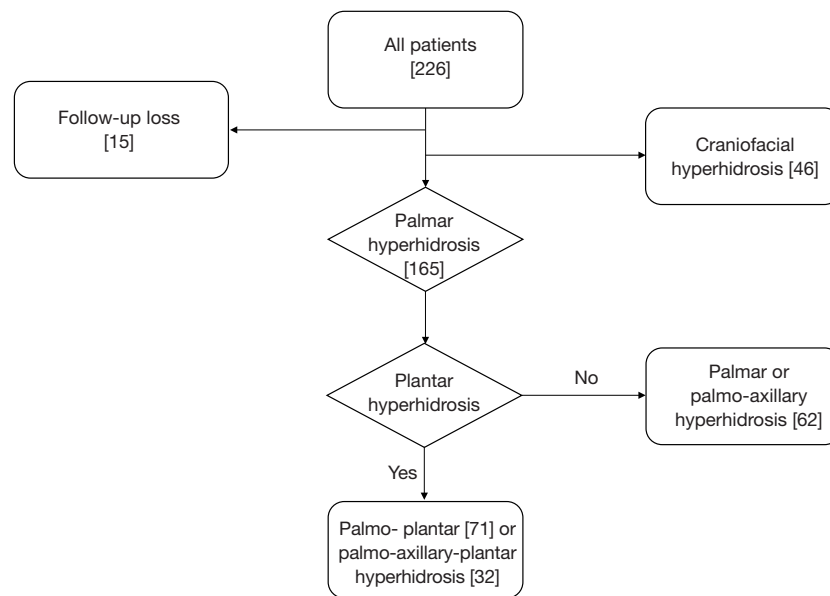 All patients
[226]
Follow-up loss
[15]
Craniofacial
hyperhidrosis [46]
Palmar
hyperhidrosis
[165]
Plantar
hyperhidrosis
No
Palmar or
palmo-axillary
hyperhidrosis [62]
Yes
Palmo- plantar [71] or
palmo-axillary-plantar
hyperhidrosis [32]